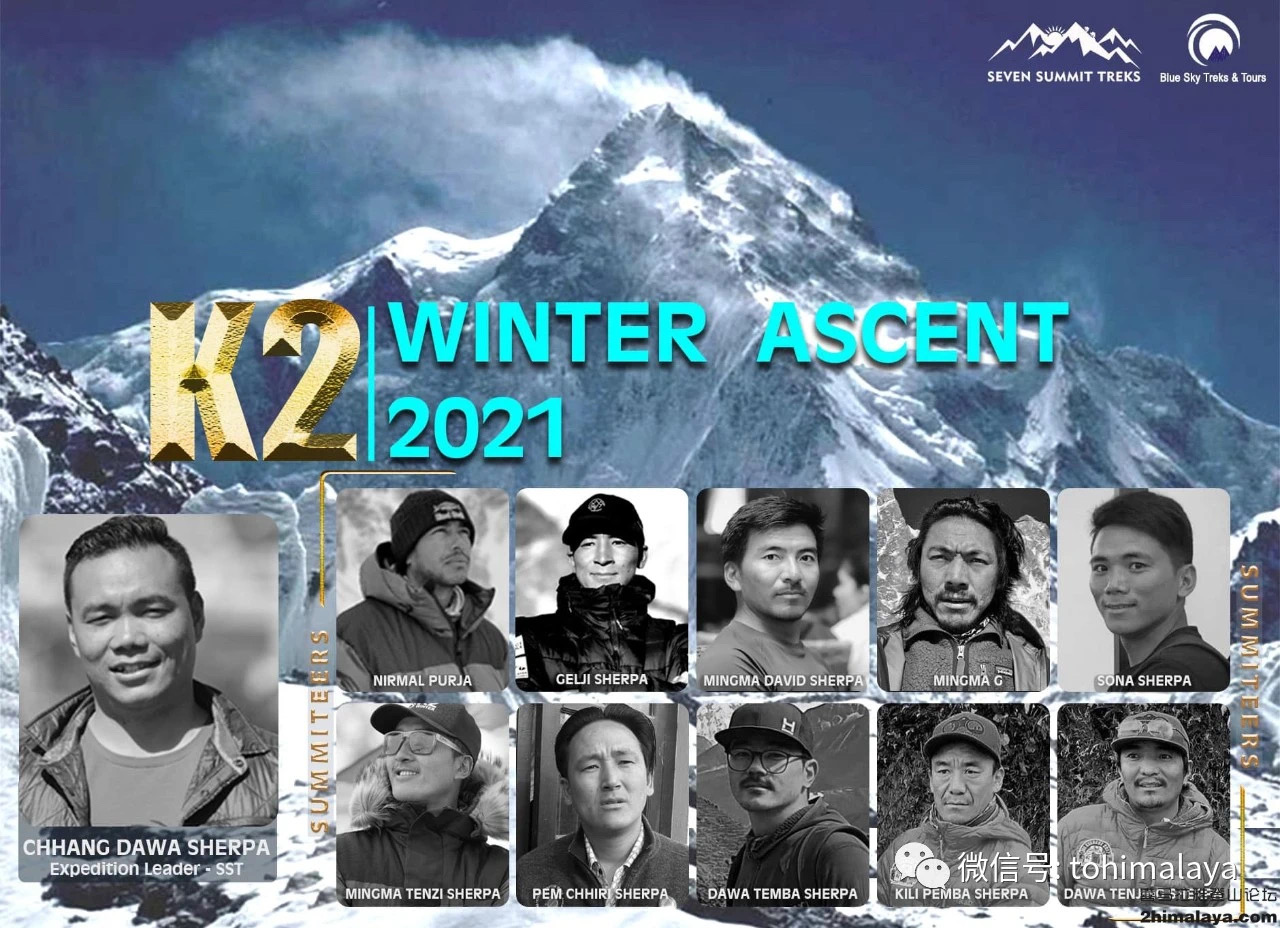 SEVEN SUMMIT TREKS
Blue Sky Treks & Tours
K2
WINTER ASCENT
2021
SUMMITEERS
SUMMITEERS
NIRMAL PURJA
GELJI SHERPA
MINGMA DAVID SHERPA
MINGMA G
SONA SHERPA
CHHANG DAWA SHERPA
Expedition Leader - SST
MINGMA TENZI SHERPA
PEM CHHIRI SHERPA
DAWA TEMBA SHERPA
KILI PEMBA SHERPA
DAWA
微信号: tohimalaya
2himalaya.com